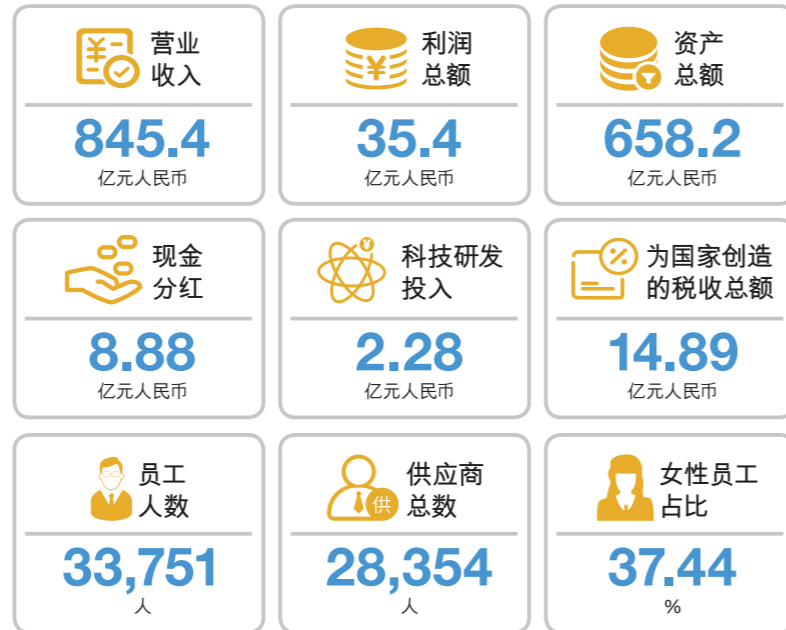 营业
收入
845.4
亿元人民币
利润
总额
35.4
亿元人民币
资产
总额
658.2
亿元人民币
现金
分红
8.88
亿元人民币
科技研发
投入
2.28
亿元人民币
为国家创造
的税收总额
14.89
亿元人民币
员工
人数
33,751
人
供
供应商
总数
28,354
人
女性员工
占比
37.44
%